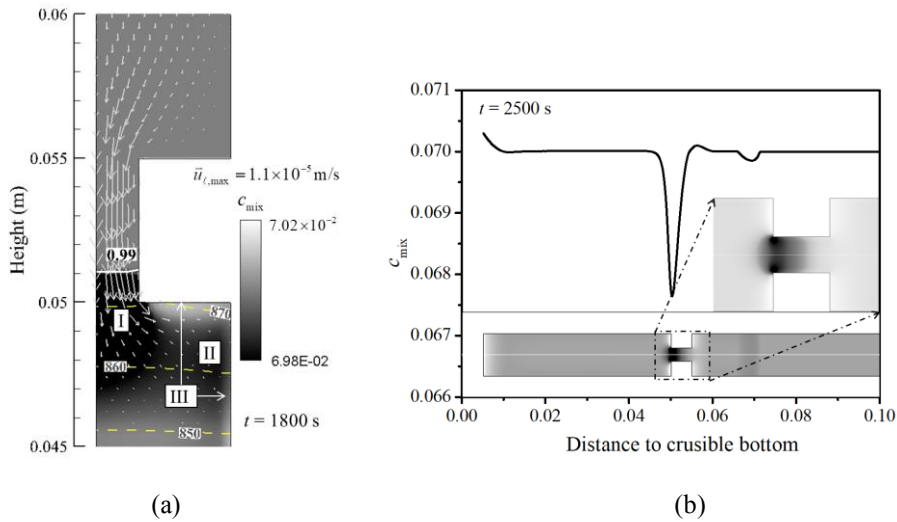 0.06
0.055
0.05
0.045
Height (m)
0.99
I
II
III
870
860
850
u⃗ℓ,max = 1.1×10⁻⁵ m/s
cmix
7.02×10⁻²
6.98E-02
t = 1800 s
(a)
0.071
0.070
0.069
0.068
0.067
0.066
cmix
t = 2500 s
0.00 0.02 0.04 0.06 0.08 0.10
Distance to crusible bottom
(b)